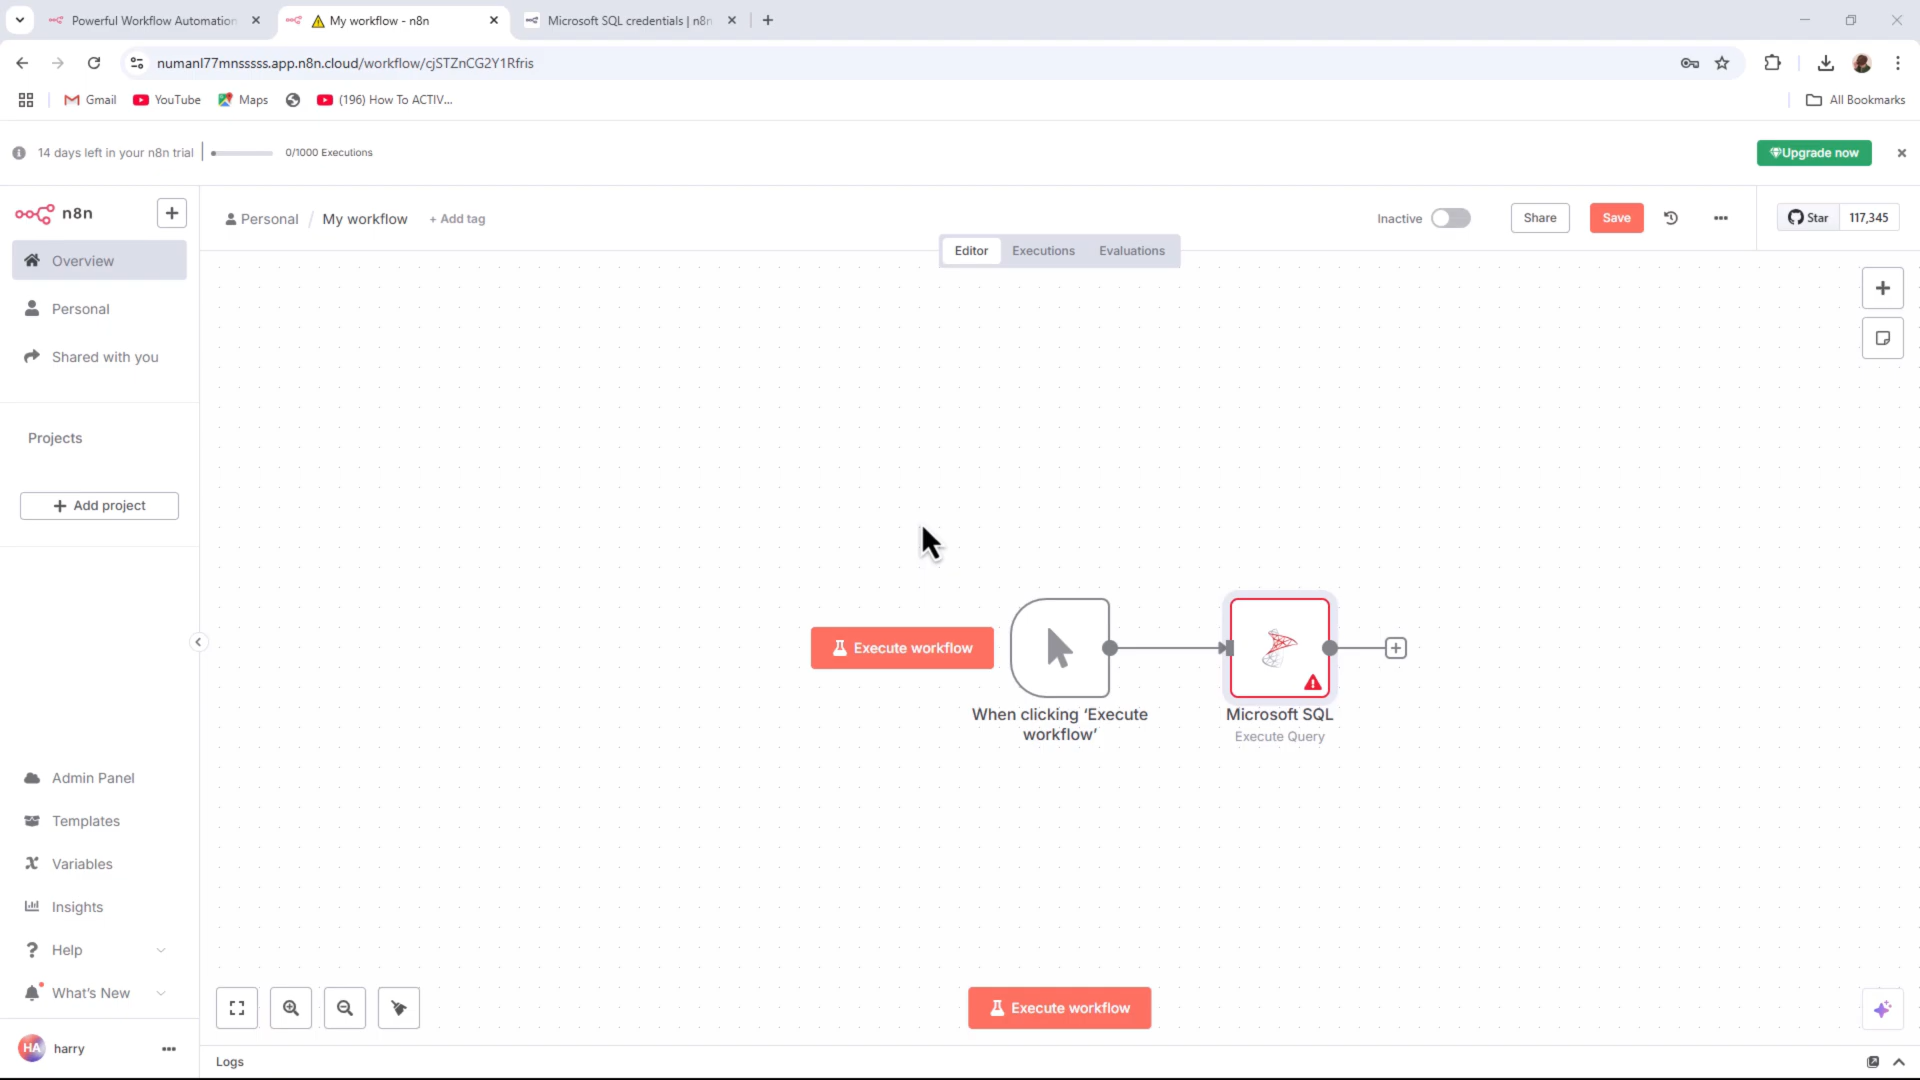 Powerful Workflow Automation
My workflow - n8n
Microsoft SQL credentials | n8n
numanl77mnsssss.app.n8n.cloud/workflow/cjSTZnCG2Y1Rfris
Gmail
YouTube
Maps
(196) How To ACTIV...
All Bookmarks
14 days left in your n8n trial
0/1000 Executions
Upgrade now
n8n
Personal / My workflow + Add tag
Inactive
Share
Save
Star 117,345
Editor
Executions
Evaluations
Overview
Personal
Shared with you
Projects
Add project
Execute workflow
When clicking ‘Execute
workflow’
Microsoft SQL
Execute Query
Admin Panel
Templates
Variables
Insights
Help
What's New
Execute workflow
HA harry
Logs